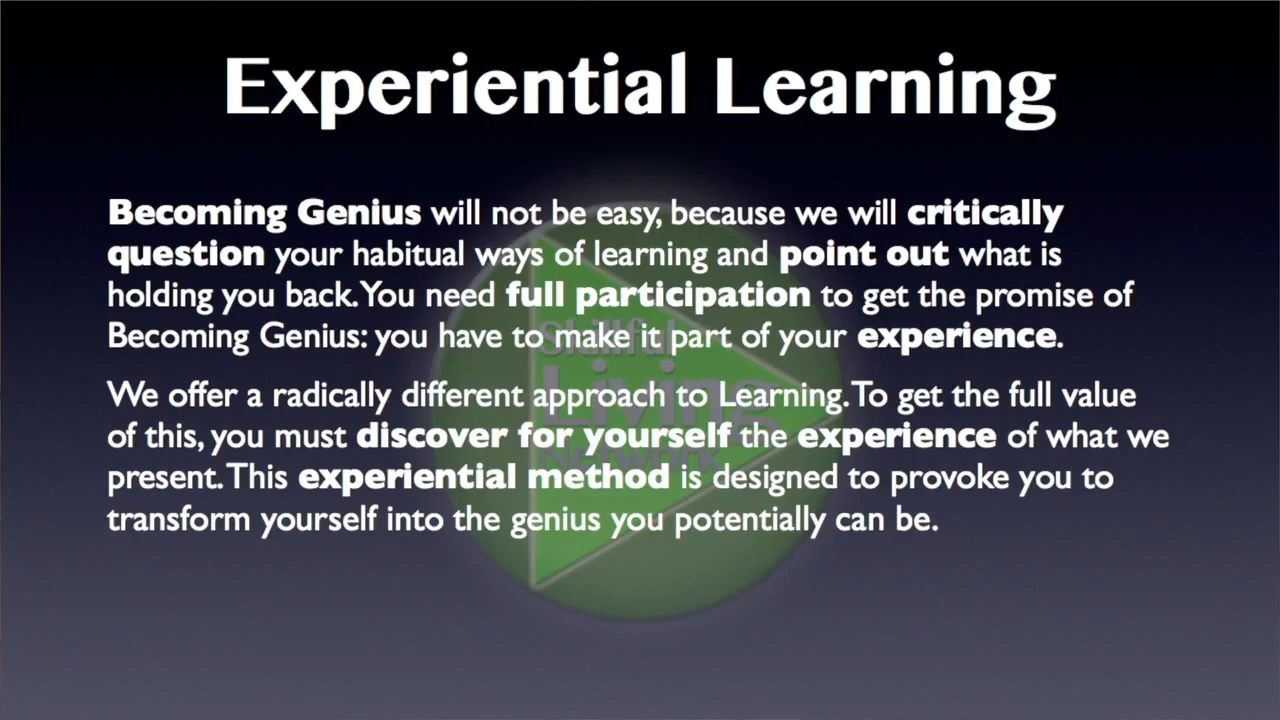 Experiential Learning
Becoming Genius will not be easy, because we will critically
question your habitual ways of learning and point out what is
holding you back. You need full participation to get the promise of
Becoming Genius: you have to make it part of your experience.
We offer a radically different approach to Learning. To get the full value
of this, you must discover for yourself the experience of what we
present. This experiential method is designed to provoke you to
transform yourself into the genius you potentially can be.
Skillful
Living
Network